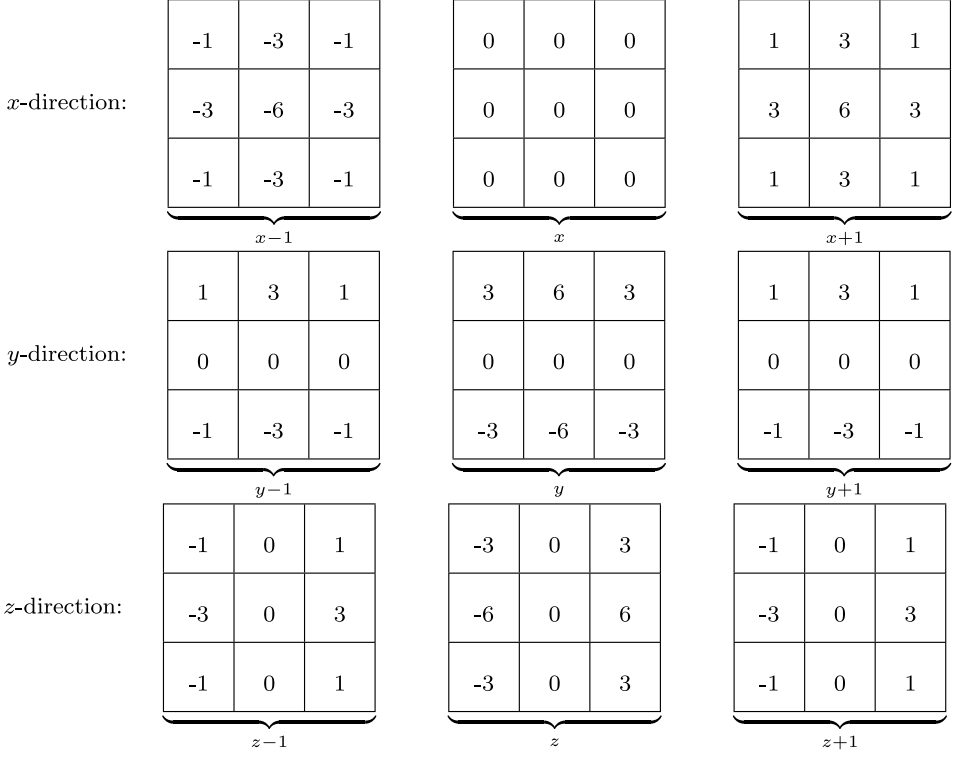 -1 -3 -1 0 0 0 1 3 1
x-direction: -3 -6 -3 0 0 0 3 6 3
-1 -3 -1 0 0 0 1 3 1
x−1 x x+1
1 3 1 3 6 3 1 3 1
y-direction: 0 0 0 0 0 0 0 0 0
-1 -3 -1 -3 -6 -3 -1 -3 -1
y−1 y y+1
-1 0 1 -3 0 3 -1 0 1
z-direction: -3 0 3 -6 0 6 -3 0 3
-1 0 1 -3 0 3 -1 0 1
z−1 z z+1